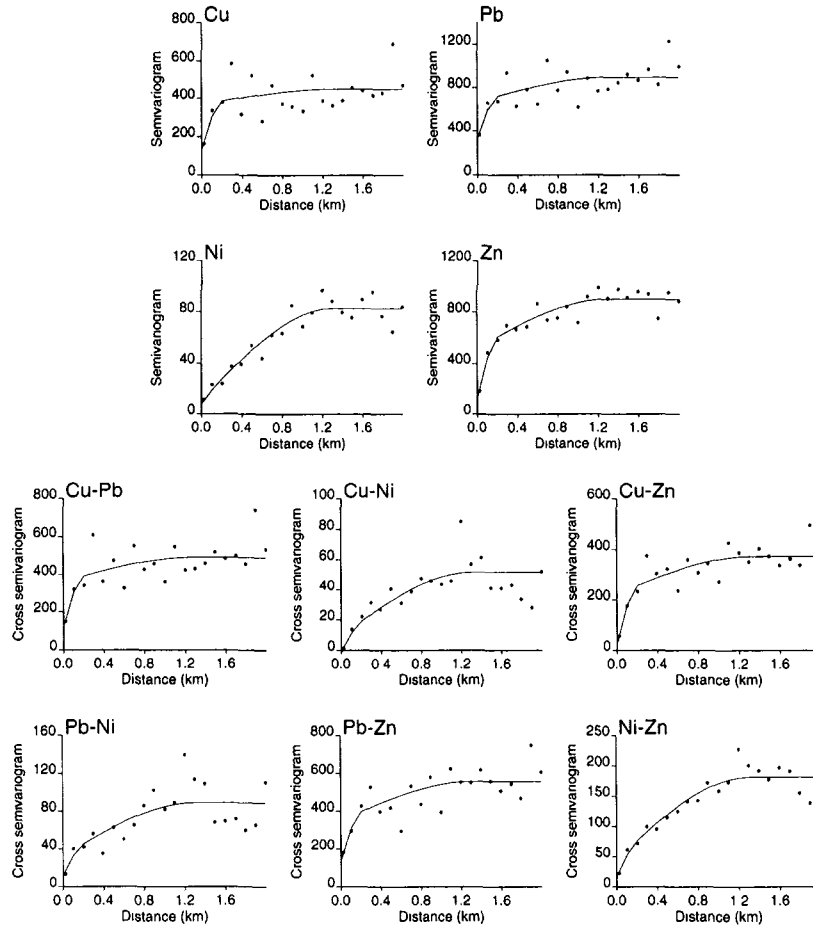 Cu
800
600
400
200
0
Semivariogram
0.0 0.4 0.8 1.2 1.6
Distance (km)
Pb
1200
800
400
0
Semivariogram
0.0 0.4 0.8 1.2 1.6
Distance (km)
Ni
120
80
40
0
Semivariogram
0.0 0.4 0.8 1.2 1.6
Distance (km)
Zn
1200
800
400
0
Semivariogram
0.0 0.4 0.8 1.2 1.6
Distance (km)
Cu-Pb
800
600
400
200
0
Cross semivariogram
0.0 0.4 0.8 1.2 1.6
Distance (km)
Cu-Ni
100
80
60
40
20
0
Cross semivariogram
0.0 0.4 0.8 1.2 1.6
Distance (km)
Cu-Zn
600
400
200
0
Cross semivariogram
0.0 0.4 0.8 1.2 1.6
Distance (km)
Pb-Ni
160
120
80
40
0
Cross semivariogram
0.0 0.4 0.8 1.2 1.6
Distance (km)
Pb-Zn
800
600
400
200
0
Cross semivariogram
0.0 0.4 0.8 1.2 1.6
Distance (km)
Ni-Zn
250
200
150
100
50
0
Cross semivariogram
0.0 0.4 0.8 1.2 1.6
Distance (km)